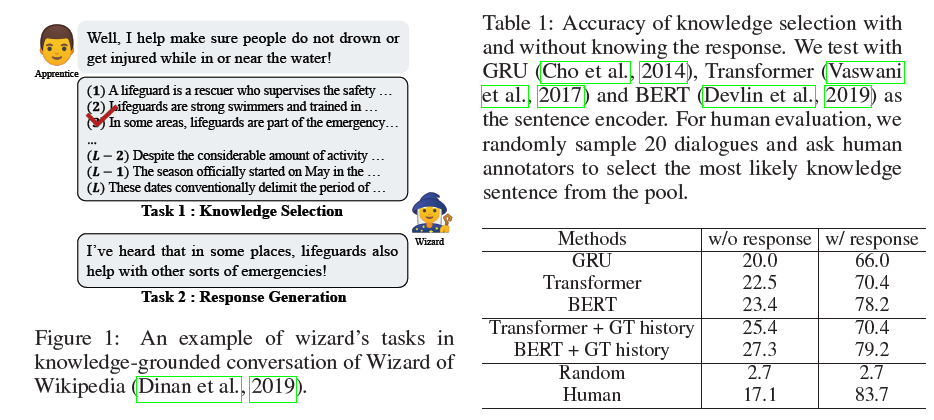 Well, I help make sure people do not drown or
get injured while in or near the water!
Apprentice
(1) A lifeguard is a rescuer who supervises the safety …
(2) Lifeguards are strong swimmers and trained in …
(3) In some areas, lifeguards are part of the emergency…
...
(L − 2) Despite the considerable amount of activity …
(L − 1) The season officially started on May in the …
(L) These dates conventionally delimit the period of …
Task 1 : Knowledge Selection
Wizard
I've heard that in some places, lifeguards also
help with other sorts of emergencies!
Task 2 : Response Generation
Figure 1: An example of wizard's tasks in
knowledge-grounded conversation of Wizard of
Wikipedia (Dinan et al., 2019).
Table 1: Accuracy of knowledge selection with
and without knowing the response. We test with
GRU (Cho et al., 2014), Transformer (Vaswani
et al., 2017) and BERT (Devlin et al., 2019) as
the sentence encoder. For human evaluation, we
randomly sample 20 dialogues and ask human
annotators to select the most likely knowledge
sentence from the pool.
Methods w/o response w/ response
GRU 20.0 66.0
Transformer 22.5 70.4
BERT 23.4 78.2
Transformer + GT history 25.4 70.4
BERT + GT history 27.3 79.2
Random 2.7 2.7
Human 17.1 83.7